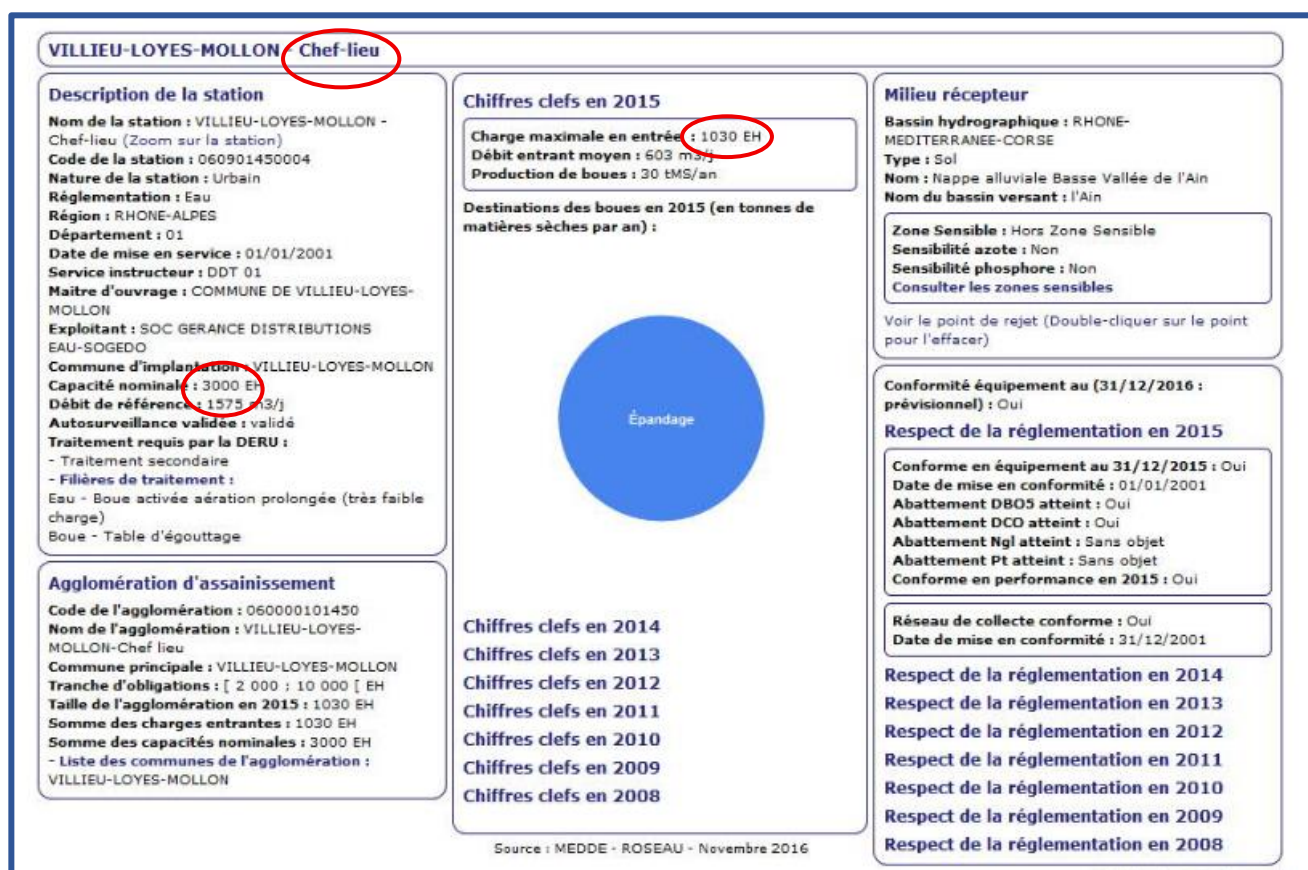 VILLIEU-LOYES-MOLLON - Chef-lieu
Description de la station
Nom de la station : VILLIEU-LOYES-MOLLON -
Chef-lieu (Zoom sur la station)
Code de la station : 060901450004
Nature de la station : Urbain
Réglementation : Eau
Région : RHONE-ALPES
Département : 01
Date de mise en service : 01/01/2001
Service instructeur : DDT 01
Maitre d'ouvrage : COMMUNE DE VILLIEU-LOYES-
MOLLON
Exploitant : SOC GERANCE DISTRIBUTIONS
EAU-SOGEDO
Commune d'implantation : VILLIEU-LOYES-MOLLON
Capacité nominale : 3000 EH
Débit de référence : 1575 m3/j
Autosurveillance validée : validé
Traitement requis par la DERU :
- Traitement secondaire
- Filières de traitement :
Eau - Boue activée aération prolongée (très faible
charge)
Boue - Table d'égouttage
Agglomération d'assainissement
Code de l'agglomération : 060000101450
Nom de l'agglomération : VILLIEU-LOYES-
MOLLON-Chef lieu
Commune principale : VILLIEU-LOYES-MOLLON
Tranche d'obligations : [ 2 000 ; 10 000 [ EH
Taille de l'agglomération en 2015 : 1030 EH
Somme des charges entrantes : 1030 EH
Somme des capacités nominales : 3000 EH
- Liste des communes de l'agglomération :
VILLIEU-LOYES-MOLLON
Chiffres clefs en 2015
Charge maximale en entrée : 1030 EH
Débit entrant moyen : 603 m3/j
Production de boues : 30 tMS/an
Destinations des boues en 2015 (en tonnes de
matières sèches par an) :
Épandage
Chiffres clefs en 2014
Chiffres clefs en 2013
Chiffres clefs en 2012
Chiffres clefs en 2011
Chiffres clefs en 2010
Chiffres clefs en 2009
Chiffres clefs en 2008
Source : MEDDE - ROSEAU - Novembre 2016
Milieu récepteur
Bassin hydrographique : RHONE-
MEDITERRANEE-CORSE
Type : Sol
Nom : Nappe alluviale Basse Vallée de l'Ain
Nom du bassin versant : l'Ain
Zone Sensible : Hors Zone Sensible
Sensibilité azote : Non
Sensibilité phosphore : Non
Consulter les zones sensibles
Voir le point de rejet (Double-cliquer sur le point
pour l'effacer)
Conformité équipement au (31/12/2016 :
prévisionnel) : Oui
Respect de la réglementation en 2015
Conforme en équipement au 31/12/2015 : Oui
Date de mise en conformité : 01/01/2001
Abattement DBO5 atteint : Oui
Abattement DCO atteint : Oui
Abattement Ngl atteint : Sans objet
Abattement Pt atteint : Sans objet
Conforme en performance en 2015 : Oui
Réseau de collecte conforme : Oui
Date de mise en conformité : 31/12/2001
Respect de la réglementation en 2014
Respect de la réglementation en 2013
Respect de la réglementation en 2012
Respect de la réglementation en 2011
Respect de la réglementation en 2010
Respect de la réglementation en 2009
Respect de la réglementation en 2008